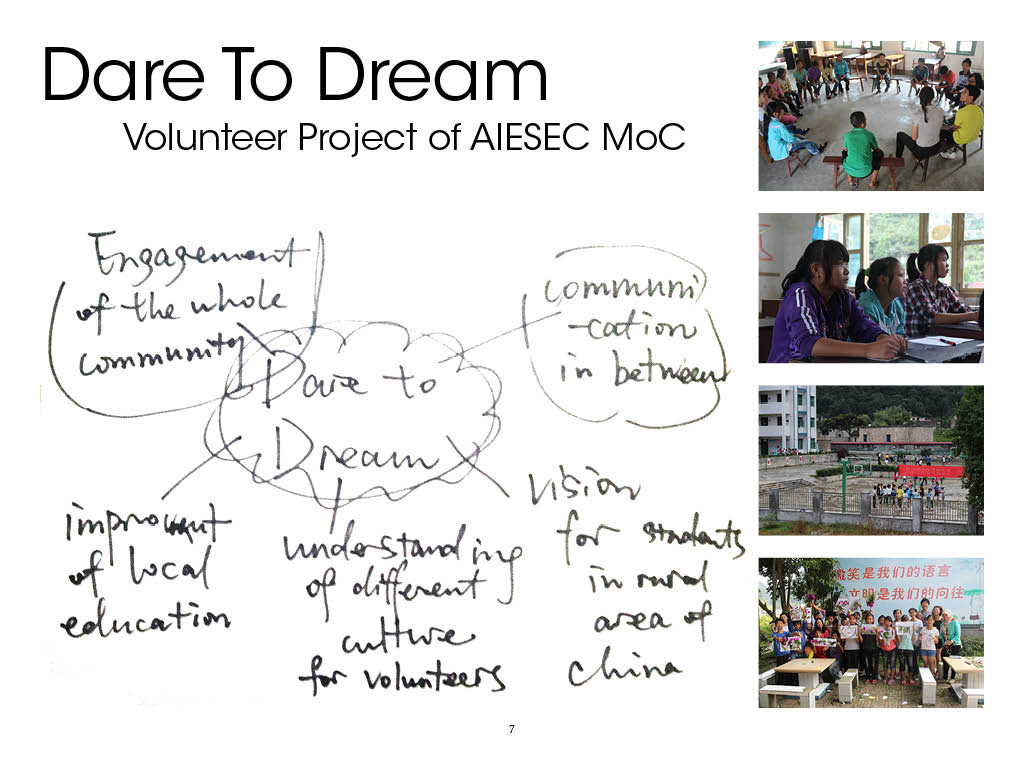 Dare To Dream
Volunteer Project of AIESEC MoC
Engagement
of the whole
community
communi
-cation
in between
Dare to
Dream
improvment
of local
education
understanding
of different
culture
for volunteers
Vision
for students
in rural
area of
China
微笑是我们的语言
文明是我们的向往
7